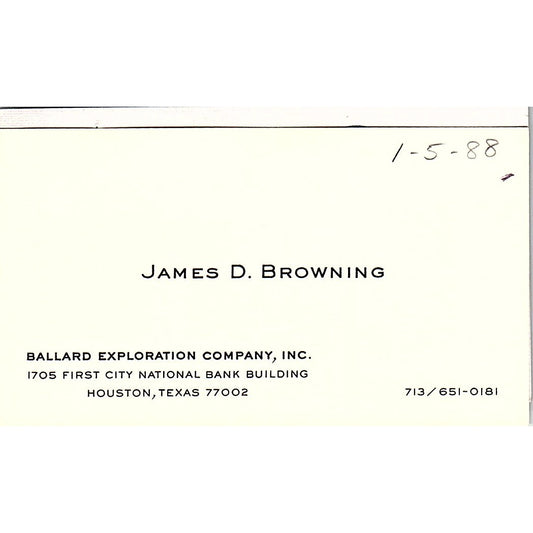 1-5-88
JAMES D. BROWNING
BALLARD EXPLORATION COMPANY, INC.
1705 FIRST CITY NATIONAL BANK BUILDING
HOUSTON, TEXAS 77002
713/651-0181